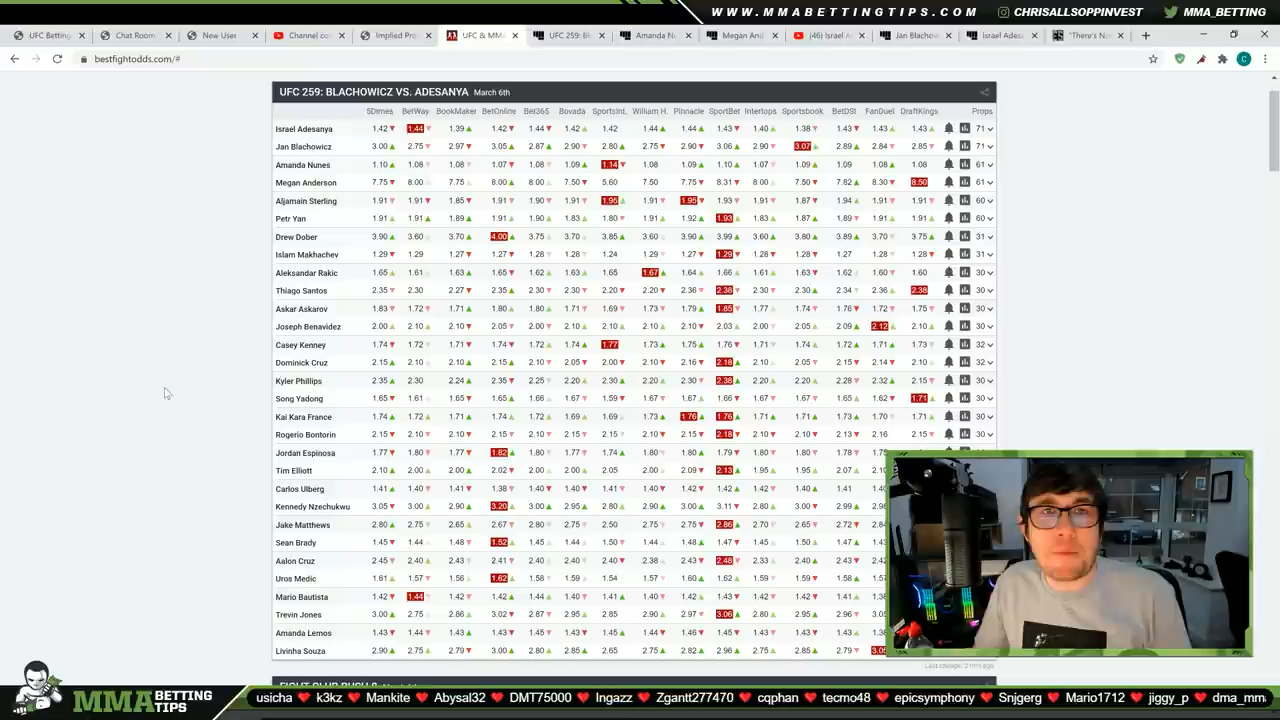 WWW.MMABETTINGTIPS.COM CHRISALLSOPPINVEST MMA_BETTING
UFC Betting Chat Room New User Channel co Implied Pro UFC & MM UFC 259: Bl Amanda Nu Megan And (46) Israel A Jan Blachow Israel Ades "There's N
bestfightodds.com/#
UFC 259: BLACHOWICZ VS. ADESANYA March 6th
5Dimes BetWay BookMaker BetOnline Bet365 Bovada SportsInt. William H. Pinnacle SportBet Intertops Sportsbook BetDSI FanDuel DraftKings Props
Israel Adesanya 1.42 1.44 1.39 1.42 1.44 1.42 1.42 1.44 1.44 1.43 1.40 1.38 1.43 1.43 1.43 71
Jan Blachowicz 3.00 2.75 2.97 3.05 2.87 2.90 2.80 2.75 2.90 3.06 2.90 3.07 2.89 2.84 2.85 71
Amanda Nunes 1.10 1.08 1.08 1.07 1.08 1.09 1.14 1.08 1.09 1.10 1.07 1.09 1.09 1.08 1.08 61
Megan Anderson 7.75 8.00 7.75 8.00 8.00 7.50 5.60 7.50 7.75 8.31 8.00 7.50 7.82 8.30 8.50 61
Aljamain Sterling 1.91 1.91 1.85 1.91 1.90 1.91 1.95 1.91 1.95 1.93 1.91 1.87 1.94 1.91 1.91 60
Petr Yan 1.91 1.91 1.89 1.91 1.90 1.83 1.80 1.91 1.92 1.93 1.83 1.87 1.89 1.91 1.91 60
Drew Dober 3.90 3.60 3.70 4.00 3.75 3.70 3.85 3.60 3.90 3.99 3.60 3.80 3.89 3.70 3.75 31
Islam Makhachev 1.29 1.29 1.27 1.27 1.28 1.28 1.24 1.29 1.27 1.29 1.28 1.28 1.27 1.28 1.28 31
Aleksandar Rakic 1.65 1.61 1.63 1.65 1.62 1.63 1.65 1.67 1.64 1.66 1.61 1.63 1.62 1.60 1.60 30
Thiago Santos 2.35 2.30 2.27 2.35 2.30 2.30 2.20 2.20 2.36 2.38 2.30 2.30 2.34 2.36 2.38 30
Askar Askarov 1.83 1.72 1.71 1.80 1.80 1.71 1.69 1.73 1.79 1.85 1.77 1.74 1.76 1.72 1.75 30
Joseph Benavidez 2.00 2.10 2.10 2.05 2.00 2.10 2.10 2.10 2.10 2.03 2.00 2.05 2.09 2.12 2.10 30
Casey Kenney 1.74 1.72 1.71 1.74 1.72 1.74 1.77 1.73 1.75 1.76 1.71 1.74 1.72 1.71 1.73 32
Dominick Cruz 2.15 2.10 2.10 2.15 2.10 2.05 2.00 2.10 2.16 2.18 2.10 2.05 2.15 2.14 2.10 32
Kyler Phillips 2.35 2.30 2.24 2.35 2.25 2.20 2.30 2.20 2.30 2.38 2.20 2.20 2.28 2.32 2.15 30
Song Yadong 1.65 1.61 1.65 1.65 1.66 1.67 1.59 1.67 1.67 1.66 1.67 1.67 1.65 1.62 1.71 30
Kai Kara France 1.74 1.72 1.71 1.74 1.72 1.69 1.69 1.73 1.76 1.76 1.71 1.71 1.73 1.70 1.71 30
Rogerio Bontorin 2.15 2.10 2.10 2.15 2.10 2.15 2.15 2.10 2.15 2.18 2.10 2.10 2.13 2.16 2.15 30
Jordan Espinosa 1.77 1.80 1.77 1.82 1.80 1.77 1.74 1.80 1.80 1.79 1.80 1.80 1.78 1.75
Tim Elliott 2.10 2.00 2.00 2.02 2.00 2.00 2.05 2.00 2.09 2.13 1.95 1.95 2.07 2.10
Carlos Ulberg 1.41 1.40 1.41 1.38 1.40 1.40 1.41 1.40 1.42 1.42 1.42 1.40 1.41 1.40
Kennedy Nzechukwu 3.05 3.00 2.90 3.20 3.00 2.95 2.80 2.90 3.00 3.11 2.80 3.00 2.99 2.9
Jake Matthews 2.80 2.75 2.65 2.67 2.80 2.75 2.50 2.75 2.75 2.86 2.70 2.65 2.72 2.8
Sean Brady 1.45 1.44 1.48 1.52 1.45 1.44 1.50 1.44 1.48 1.47 1.45 1.50 1.47 1.4
Aalon Cruz 2.45 2.40 2.43 2.41 2.40 2.40 2.40 2.38 2.43 2.48 2.33 2.40 2.43 2.4
Uros Medic 1.61 1.57 1.56 1.62 1.58 1.59 1.54 1.57 1.60 1.62 1.59 1.59 1.58 1.5
Mario Bautista 1.42 1.44 1.42 1.42 1.44 1.40 1.41 1.40 1.42 1.43 1.42 1.42 1.41 1.3
Trevin Jones 3.00 2.75 2.86 3.02 2.87 2.95 2.85 2.90 2.97 3.06 2.80 2.95 2.96 3.0
Amanda Lemos 1.43 1.44 1.43 1.45 1.45 1.43 1.45 1.44 1.46 1.45 1.43 1.43 1.43 1.38
Livinha Souza 2.90 2.75 2.79 3.00 2.80 2.85 2.65 2.75 2.82 2.96 2.75 2.85 2.79 3.05
Last change: 2 min ago
MMA BETTING TIPS
usicha k3kz Mankite Abysal32 DMT75000 Ingazz Zgantt277470 cqphan tecmo48 epicsymphony Snjgerg Mario1712 jiggy_p dma_mm